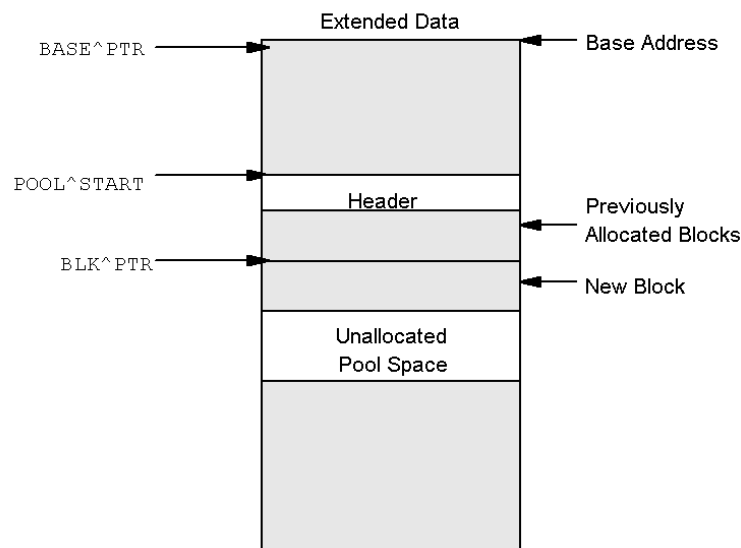 Extended Data
BASE^PTR
Base Address
POOL^START
Header
Previously
Allocated Blocks
BLK^PTR
New Block
Unallocated
Pool Space